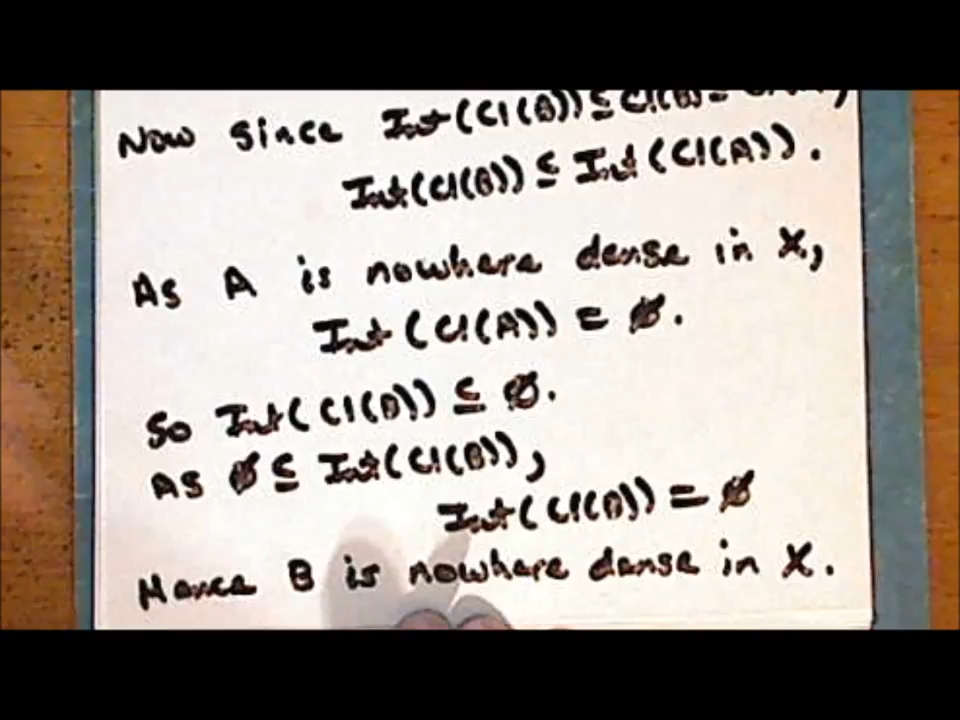 Now since Int(Cl(B)) ⊆ Cl(B)
Int(Cl(B)) ⊆ Int(Cl(A)).
As A is nowhere dense in X,
Int(Cl(A)) = ∅.
So Int(Cl(B)) ⊆ ∅.
As ∅ ⊆ Int(Cl(B)),
Int(Cl(B)) = ∅
Hence B is nowhere dense in X.